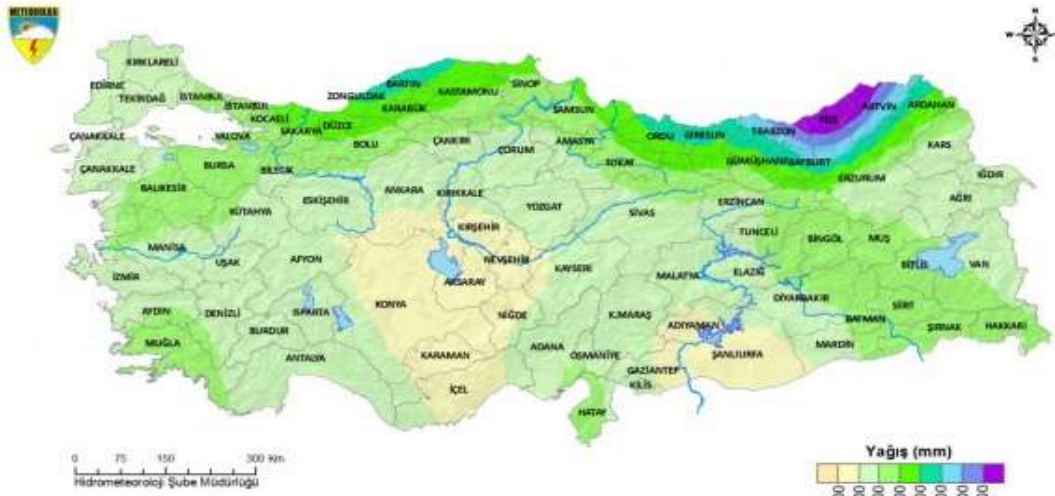 METEOROLOJİ
KIRKLARELİ
EDİRNE
TEKİRDAĞ
İSTANBUL
İSTANBUL
KOCAELİ
YALOVA
SAKARYA
DÜZCE
BOLU
ZONGULDAK
BARTIN
KARABÜK
KASTAMONU
SİNOP
SAMSUN
ÇANKIRI
ÇORUM
AMASYA
TOKAT
ORDU
GİRESUN
TRABZON
RİZE
ARTVİN
ARDAHAN
GÜMÜŞHANE
BAYBURT
KARS
ERZURUM
IĞDIR
AĞRI
ÇANAKKALE
ÇANAKKALE
BALIKESİR
BURSA
BİLECİK
KÜTAHYA
ESKİŞEHİR
ANKARA
KIRIKKALE
YOZGAT
SİVAS
ERZİNCAN
TUNCELİ
BİNGÖL
MUŞ
BİTLİS
VAN
KIRŞEHİR
NEVŞEHİR
AKSARAY
KAYSERİ
MALATYA
ELAZIĞ
DİYARBAKIR
BATMAN
SİİRT
ŞIRNAK
HAKKARİ
MANİSA
UŞAK
AFYON
İZMİR
AYDIN
DENİZLİ
BURDUR
ISPARTA
KONYA
NİĞDE
K.MARAŞ
ADIYAMAN
ŞANLIURFA
MARDİN
MUĞLA
ANTALYA
KARAMAN
İÇEL
ADANA
OSMANİYE
GAZİANTEP
KİLİS
HATAY
0 75 150 300 Km
Hidrometeoroloji Şube Müdürlüğü
Yağış (mm)